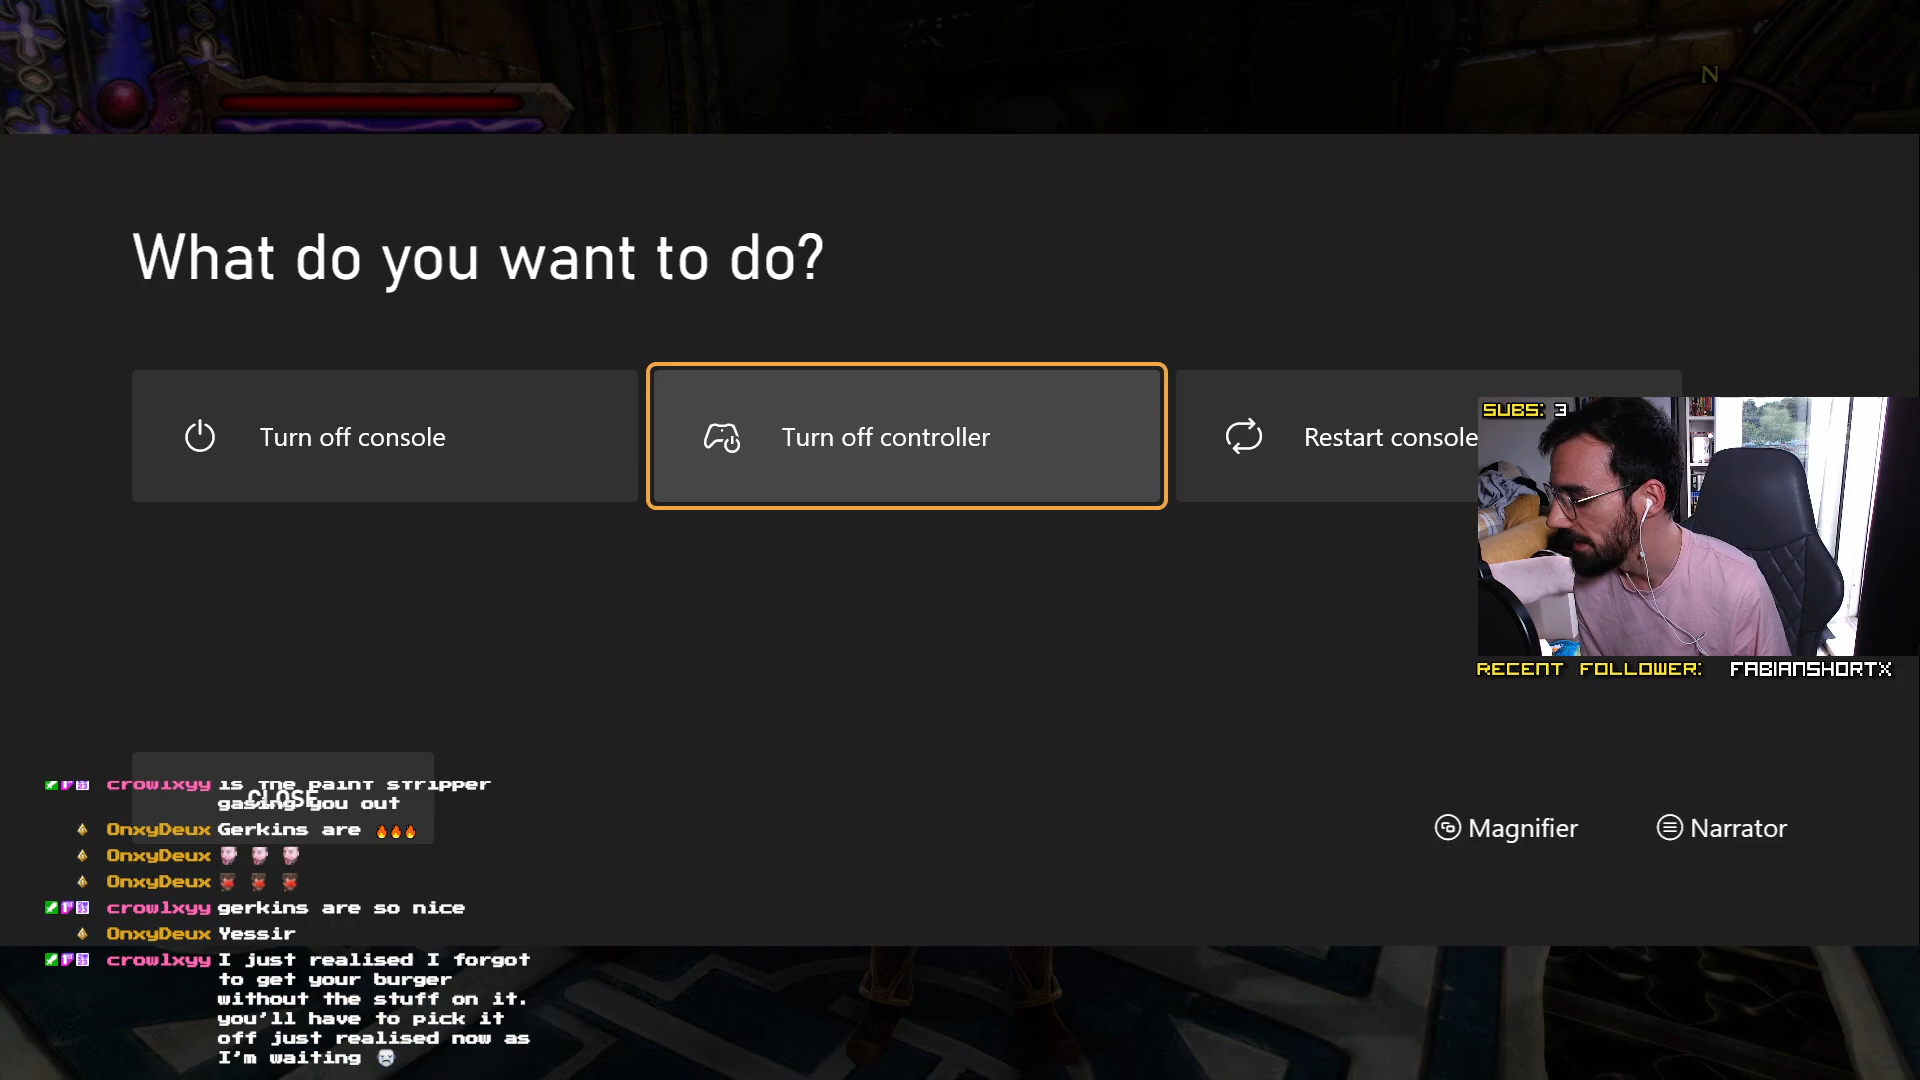 N
What do you want to do?
Turn off console
Turn off controller
Restart console
SUBS: 3
RECENT FOLLOWER: FABIANSHORTX
CLOSE
Magnifier
Narrator
crowlxyy is the paint stripper
gasing you out
OnxyDeux Gerkins are 🔥🔥🔥
OnxyDeux
OnxyDeux
crowlxyy gerkins are so nice
OnxyDeux Yessir
crowlxyy I just realised I forgot
to get your burger
without the stuff on it.
you'll have to pick it
off just realised now as
I'm waiting